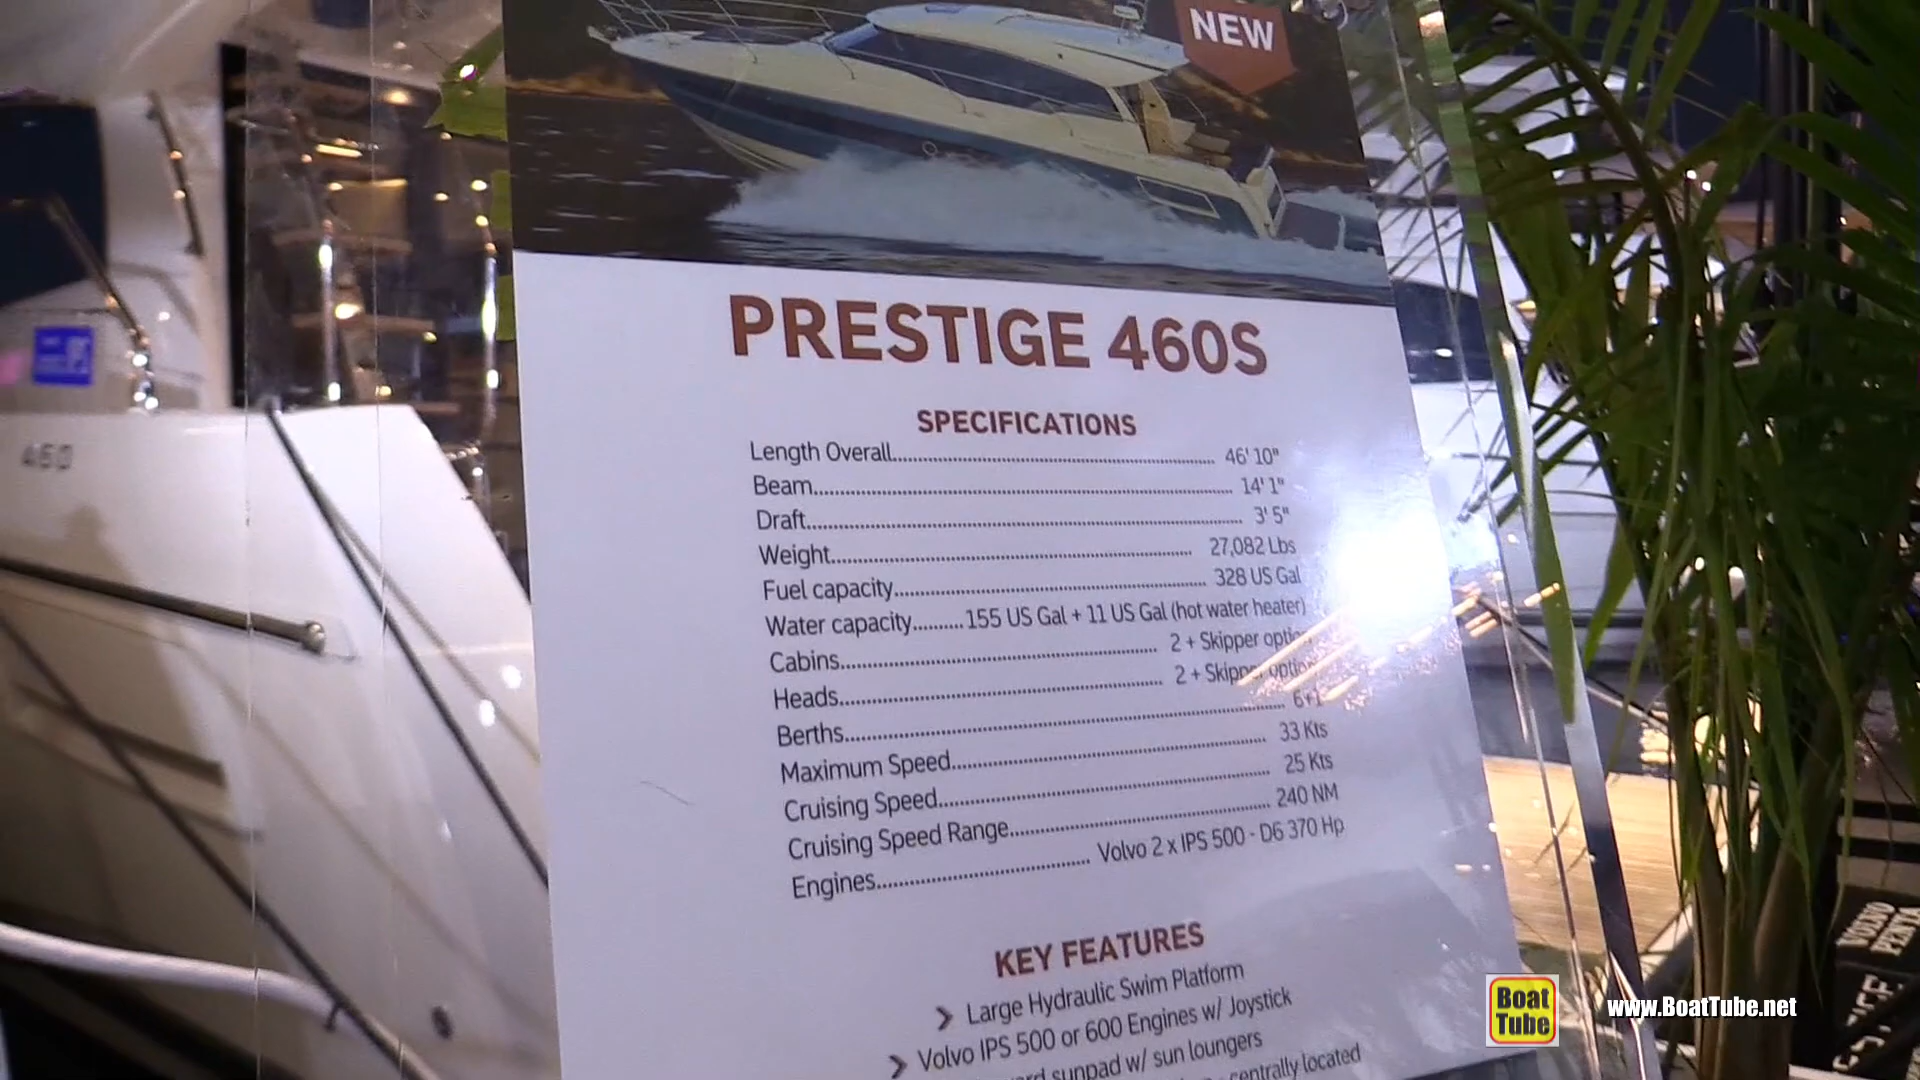 NEW
PRESTIGE 460S
SPECIFICATIONS
Length Overall 46' 10"
Beam 14' 1"
Draft 3' 5"
Weight 27,082 Lbs
Fuel capacity 328 US Gal
Water capacity 155 US Gal + 11 US Gal (hot water heater)
Cabins 2 + Skipper option
Heads 2 + Skipper option
Berths 6+1
Maximum Speed 33 Kts
Cruising Speed 25 Kts
Cruising Speed Range 240 NM
Engines Volvo 2 x IPS 500 - D6 370 Hp
KEY FEATURES
Large Hydraulic Swim Platform
Volvo IPS 500 or 600 Engines w/ Joystick
sunpad w/ sun loungers
centrally located
460
VOLVO
PENTA
Boat
Tube
www.BoatTube.net